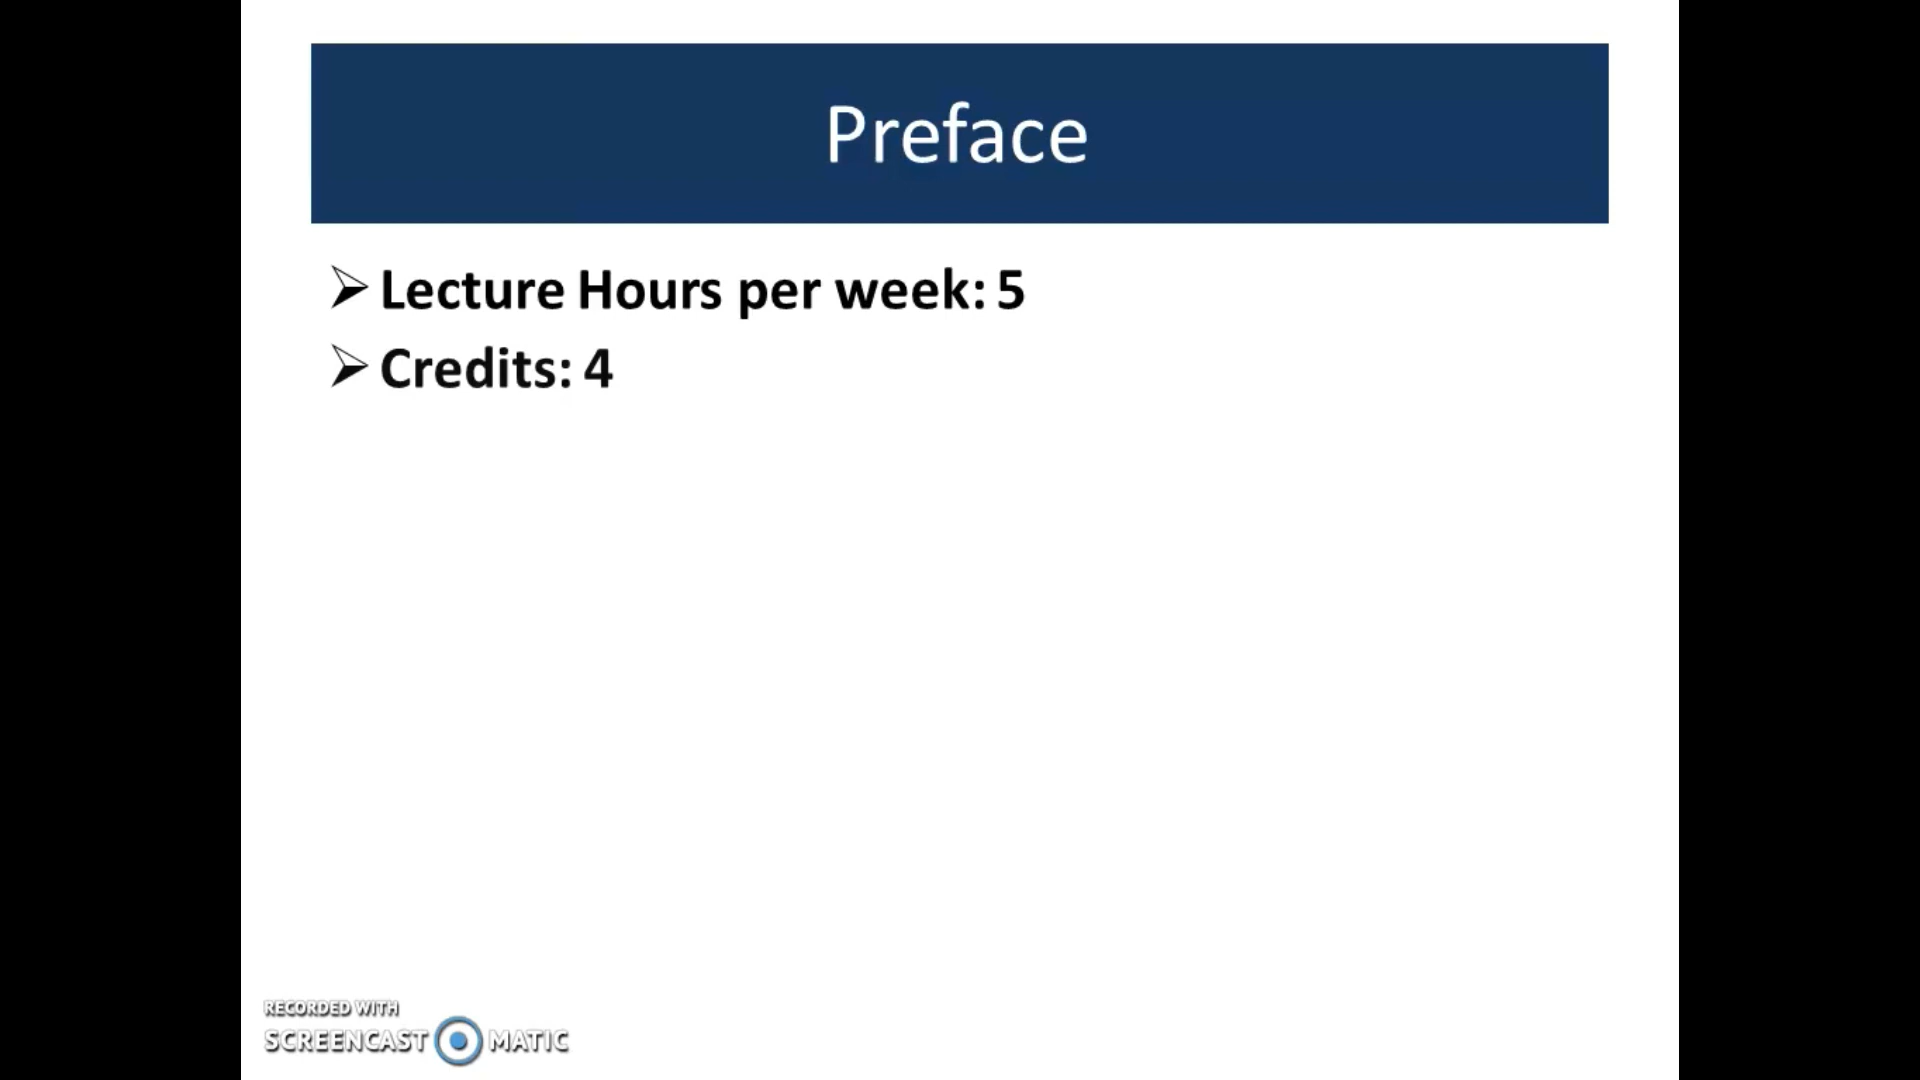 Preface
Lecture Hours per week: 5
Credits: 4
RECORDED WITH
SCREENCAST MATIC